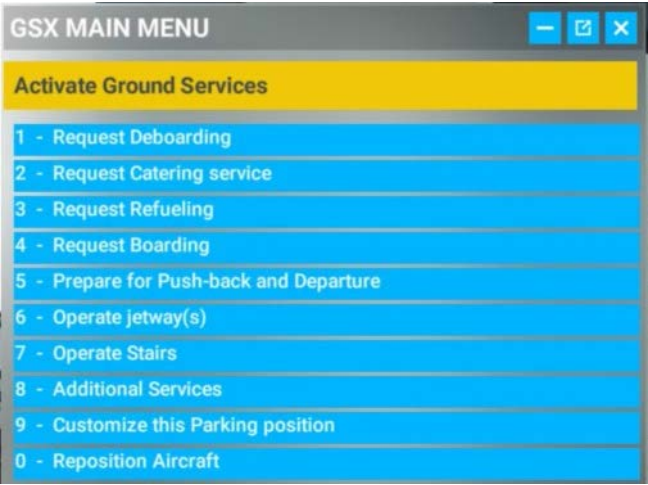 GSX MAIN MENU
Activate Ground Services
1 - Request Deboarding
2 - Request Catering service
3 - Request Refueling
4 - Request Boarding
5 - Prepare for Push-back and Departure
6 - Operate jetway(s)
7 - Operate Stairs
8 - Additional Services
9 - Customize this Parking position
0 - Reposition Aircraft